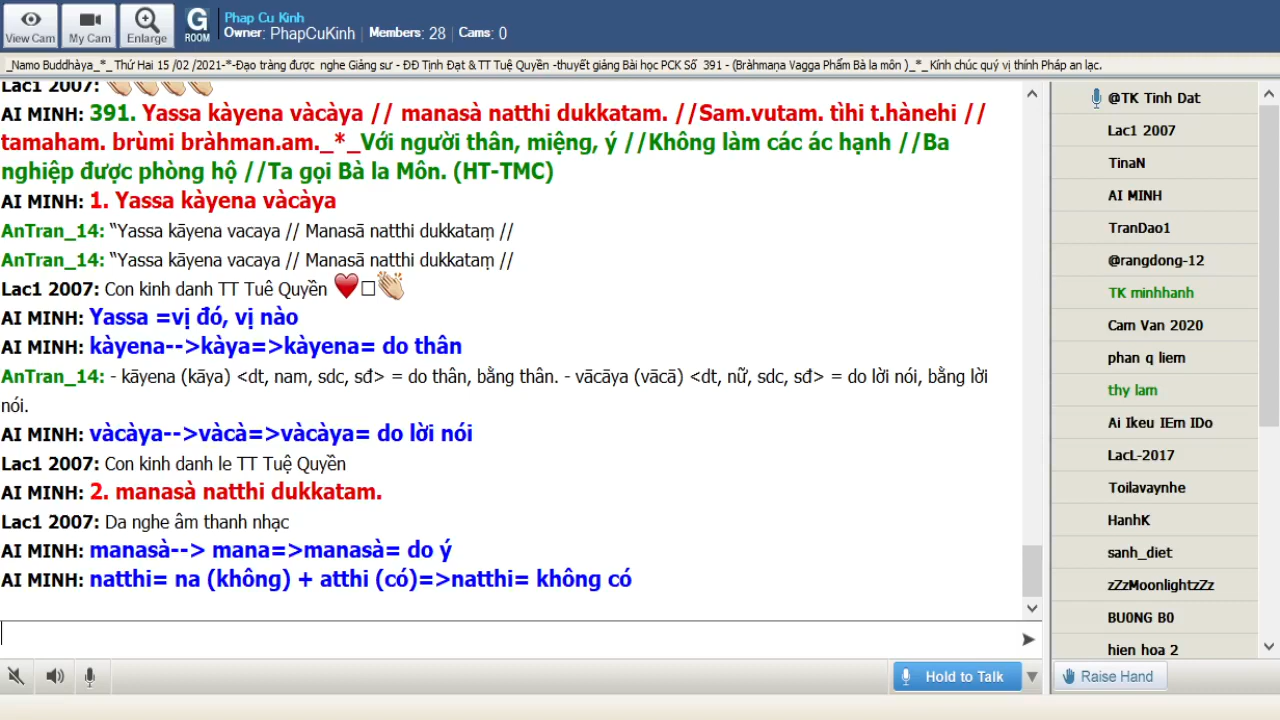 View Cam
My Cam
Enlarge
G
ROOM
Phap Cu Kinh
Owner: PhapCuKinh | Members: 28 | Cams: 0
_Namo Buddhàya_*_ Thứ Hai 15 /02 /2021-*-Đạo tràng được nghe Giảng sư - ĐĐ Tịnh Đạt & TT Tuệ Quyền -thuyết giảng Bài học PCK Số 391 - (Bràhmaṇa Vagga Phẩm Bà la môn )_*_ Kính chúc quý vị thính Pháp an lạc.
Lac1 2007:
AI MINH: 391. Yassa kàyena vàcàya // manasà natthi dukkatam. //Sam.vutam. tìhi t.hànehi //
tamaham. brùmi bràhman.am._*_Với người thân, miệng, ý //Không làm các ác hạnh //Ba
nghiệp được phòng hộ //Ta gọi Bà la Môn. (HT-TMC)
AI MINH: 1. Yassa kàyena vàcàya
AnTran_14: “Yassa kāyena vacaya // Manasā natthi dukkataṃ //
AnTran_14: “Yassa kāyena vacaya // Manasā natthi dukkataṃ //
Lac1 2007: Con kinh danh TT Tuê Quyền
AI MINH: Yassa =vị đó, vị nào
AI MINH: kàyena-->kàya=>kàyena= do thân
AnTran_14: - kāyena (kāya) <dt, nam, sdc, sđ> = do thân, bằng thân. - vācāya (vācā) <dt, nữ, sdc, sđ> = do lời nói, bằng lời
nói.
AI MINH: vàcàya-->vàcà=>vàcàya= do lời nói
Lac1 2007: Con kinh danh le TT Tuệ Quyền
AI MINH: 2. manasà natthi dukkatam.
Lac1 2007: Da nghe âm thanh nhạc
AI MINH: manasà--> mana=>manasà= do ý
AI MINH: natthi= na (không) + atthi (có)=>natthi= không có
Hold to Talk
@TK Tinh Dat
Lac1 2007
TinaN
AI MINH
TranDao1
@rangdong-12
TK minhhanh
Cam Van 2020
phan q liem
thy lam
Ai Ikeu IEm IDo
LacL-2017
Toilavaynhe
HanhK
sanh_diet
zZzMoonlightzZz
BU0NG B0
hien hoa 2
Raise Hand